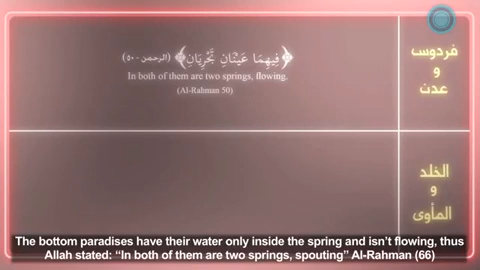 فردوس
و
عدت
﴿فِيهِمَا عَيْنَانِ تَجْرِيَانِ﴾ (الرحمن-٥٠)
In both of them are two springs, flowing.
(Al-Rahman 50)
الخلد
و
المأوى
The bottom paradises have their water only inside the spring and isn't flowing, thus
Allah stated: “In both of them are two springs, spouting” Al-Rahman (66)